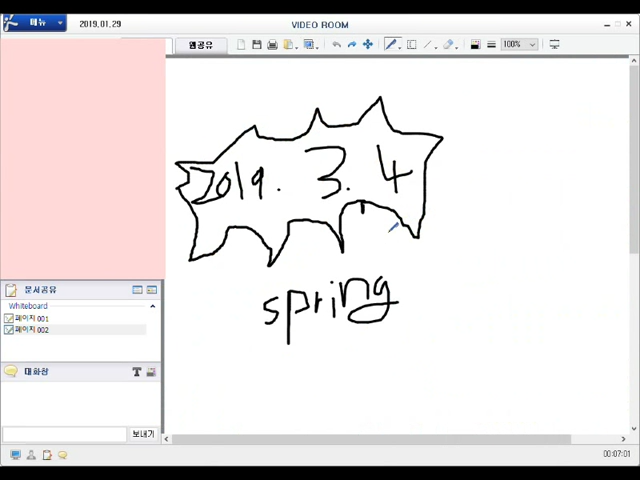 메뉴 2019.01.29 VIDEO ROOM
웹공유 100%
2019. 3. 4
spring
문서공유
Whiteboard
페이지 001
페이지 002
대화창 T
보내기
00:07:01